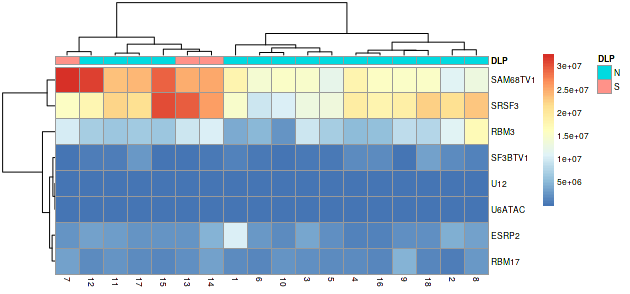 DLP
SAM68TV1
SRSF3
RBM3
SF3BTV1
U12
U6ATAC
ESRP2
RBM17
7 12 11 17 15 13 14 1 6 10 3 5 4 16 9 18 2 8
3e+07
2.5e+07
2e+07
1.5e+07
1e+07
5e+06
DLP
N
S